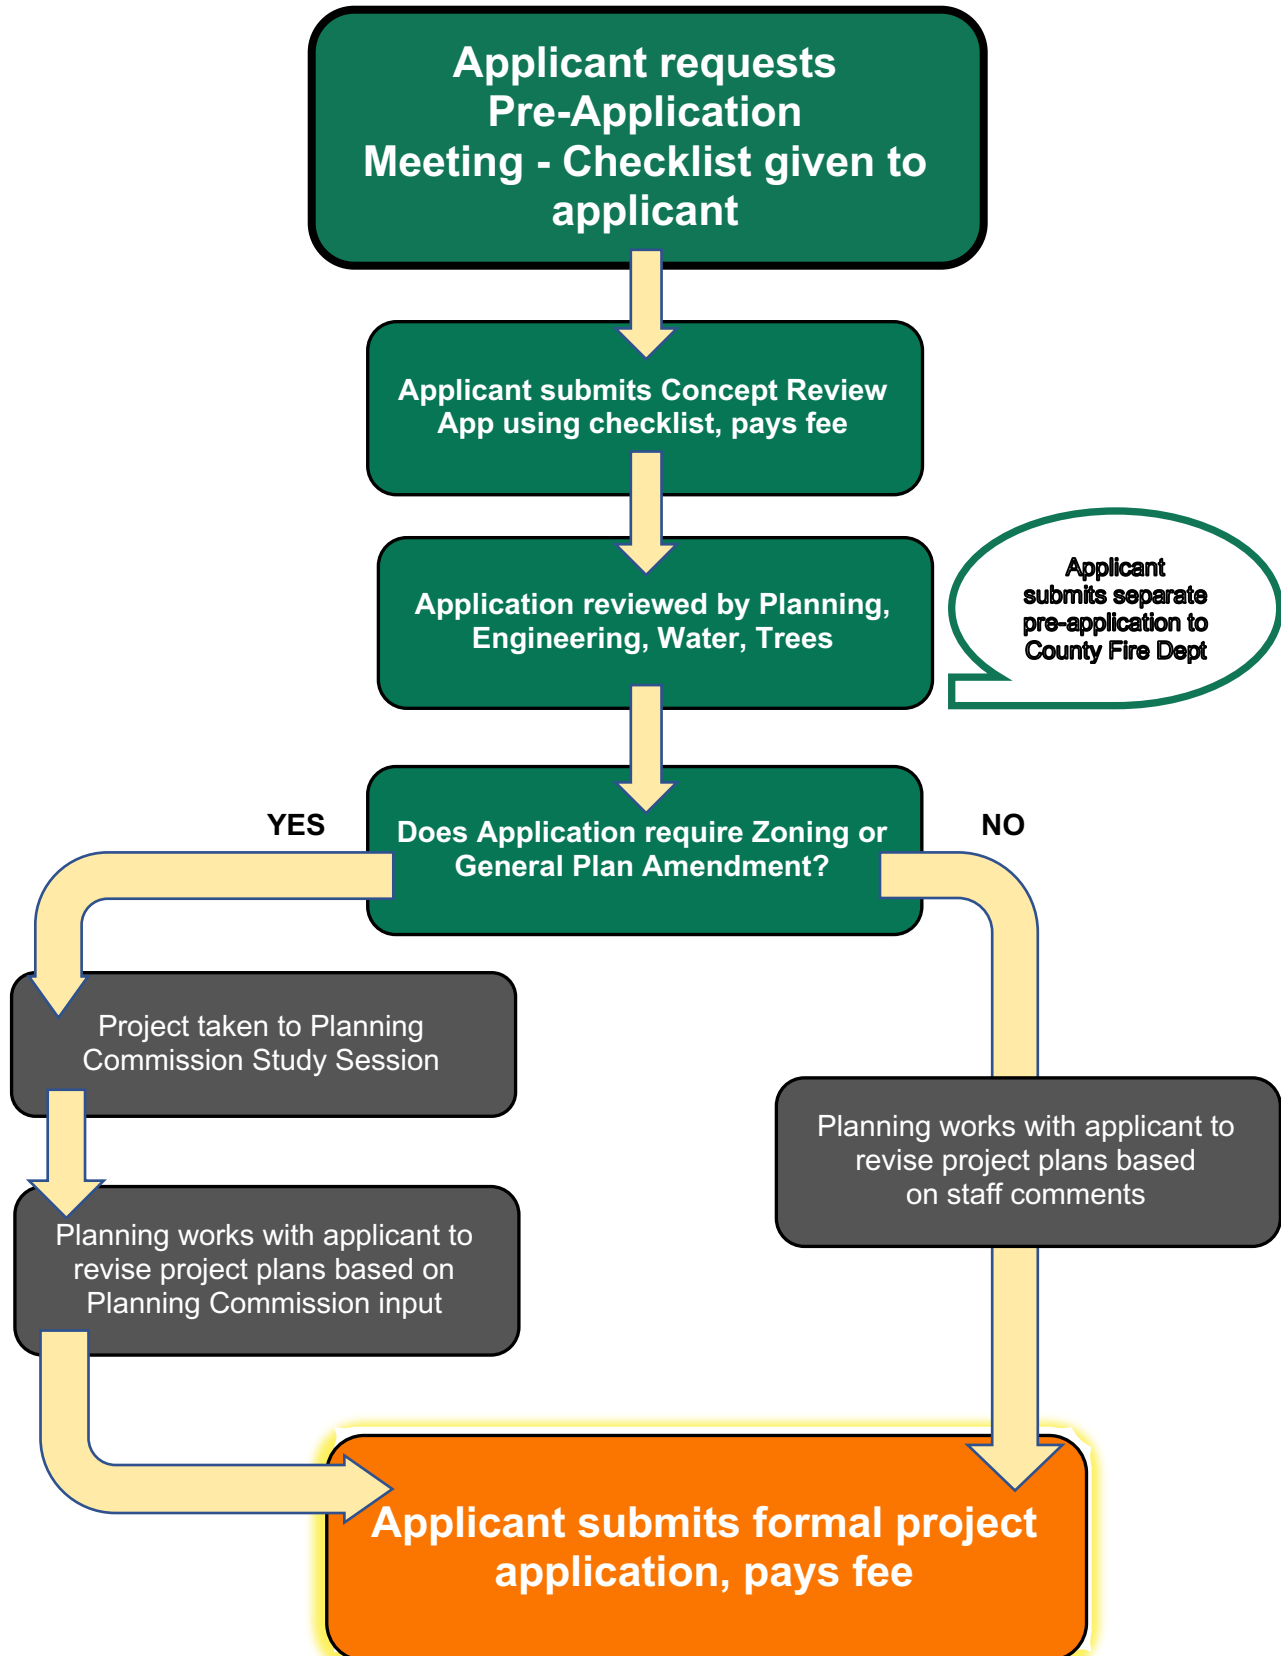 Applicant requests
Pre-Application
Meeting - Checklist given to
applicant
Applicant submits Concept Review
App using checklist, pays fee
Application reviewed by Planning,
Engineering, Water, Trees
Applicant
submits separate
pre-application to
County Fire Dept
YES
Does Application require Zoning or
General Plan Amendment?
NO
Project taken to Planning
Commission Study Session
Planning works with applicant to
revise project plans based on
Planning Commission input
Planning works with applicant to
revise project plans based
on staff comments
Applicant submits formal project
application, pays fee